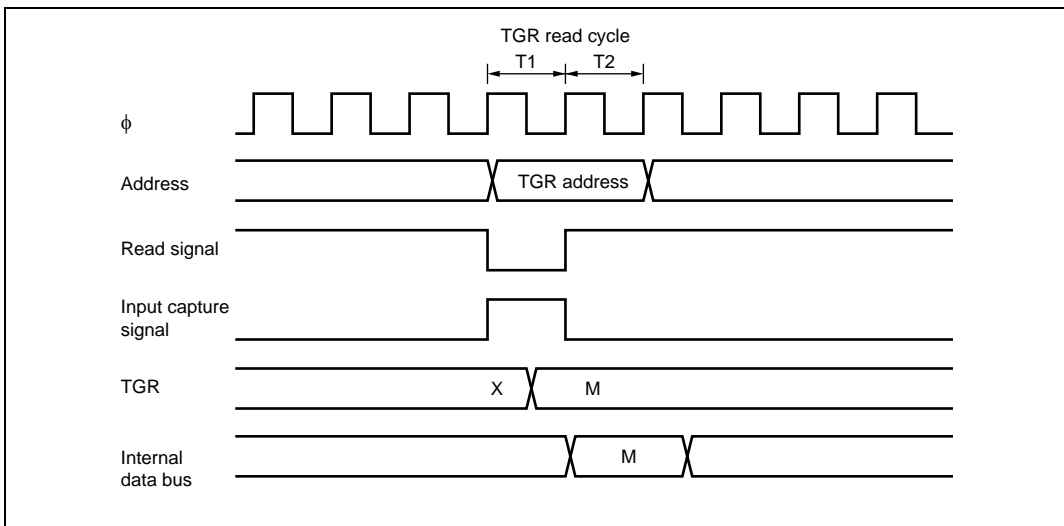 TGR read cycle
T1 T2
ϕ
Address
TGR address
Read signal
Input capture
signal
TGR
X M
Internal
data bus
M